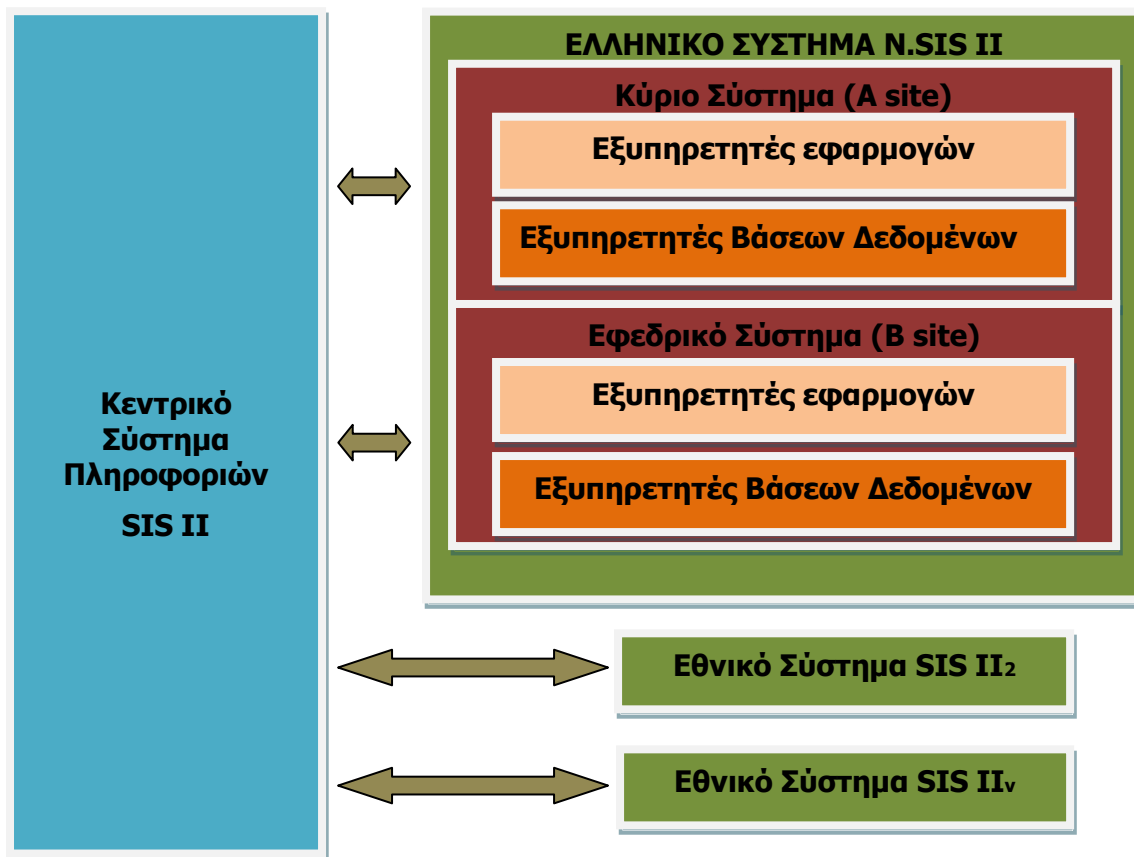 Κεντρικό
Σύστημα
Πληροφοριών
SIS II
ΕΛΛΗΝΙΚΟ ΣΥΣΤΗΜΑ N.SIS II
Κύριο Σύστημα (A site)
Εξυπηρετητές εφαρμογών
Εξυπηρετητές Βάσεων Δεδομένων
Εφεδρικό Σύστημα (B site)
Εξυπηρετητές εφαρμογών
Εξυπηρετητές Βάσεων Δεδομένων
Εθνικό Σύστημα SIS II₂
Εθνικό Σύστημα SIS IIᵥ